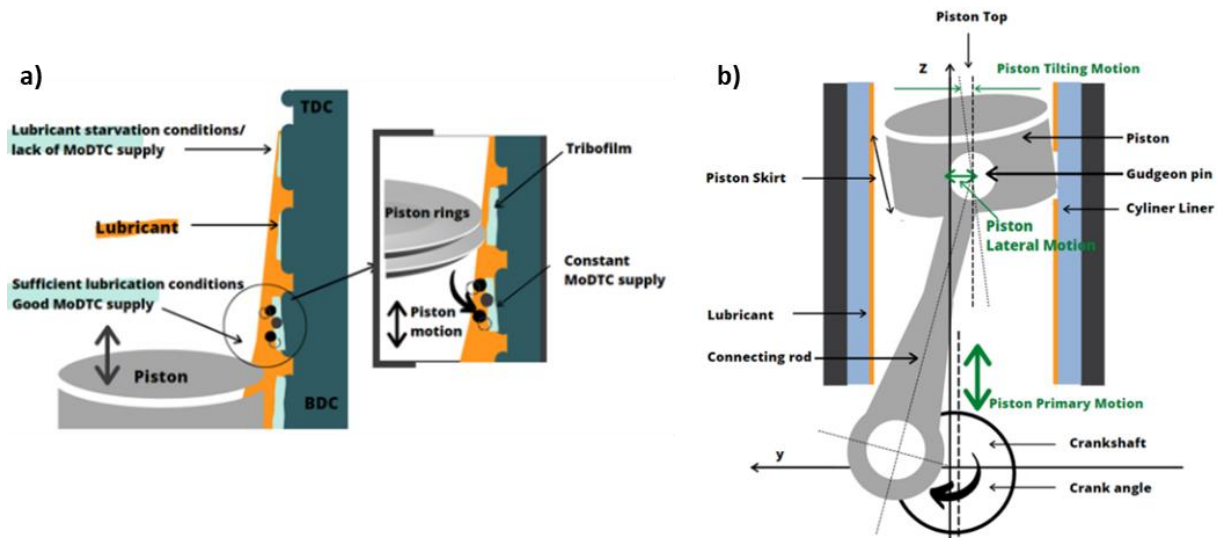 a)
TDC
Lubricant starvation conditions/
lack of MoDTC supply
Lubricant
Sufficient lubrication conditions
Good MoDTC supply
Piston
BDC
Tribofilm
Piston rings
Constant
MoDTC supply
Piston
motion
b)
Piston Top
Z
Piston Tilting Motion
Piston
Piston Skirt
Gudgeon pin
Cyliner Liner
Piston
Lateral Motion
Lubricant
Connecting rod
Piston Primary Motion
Crankshaft
y
Crank angle